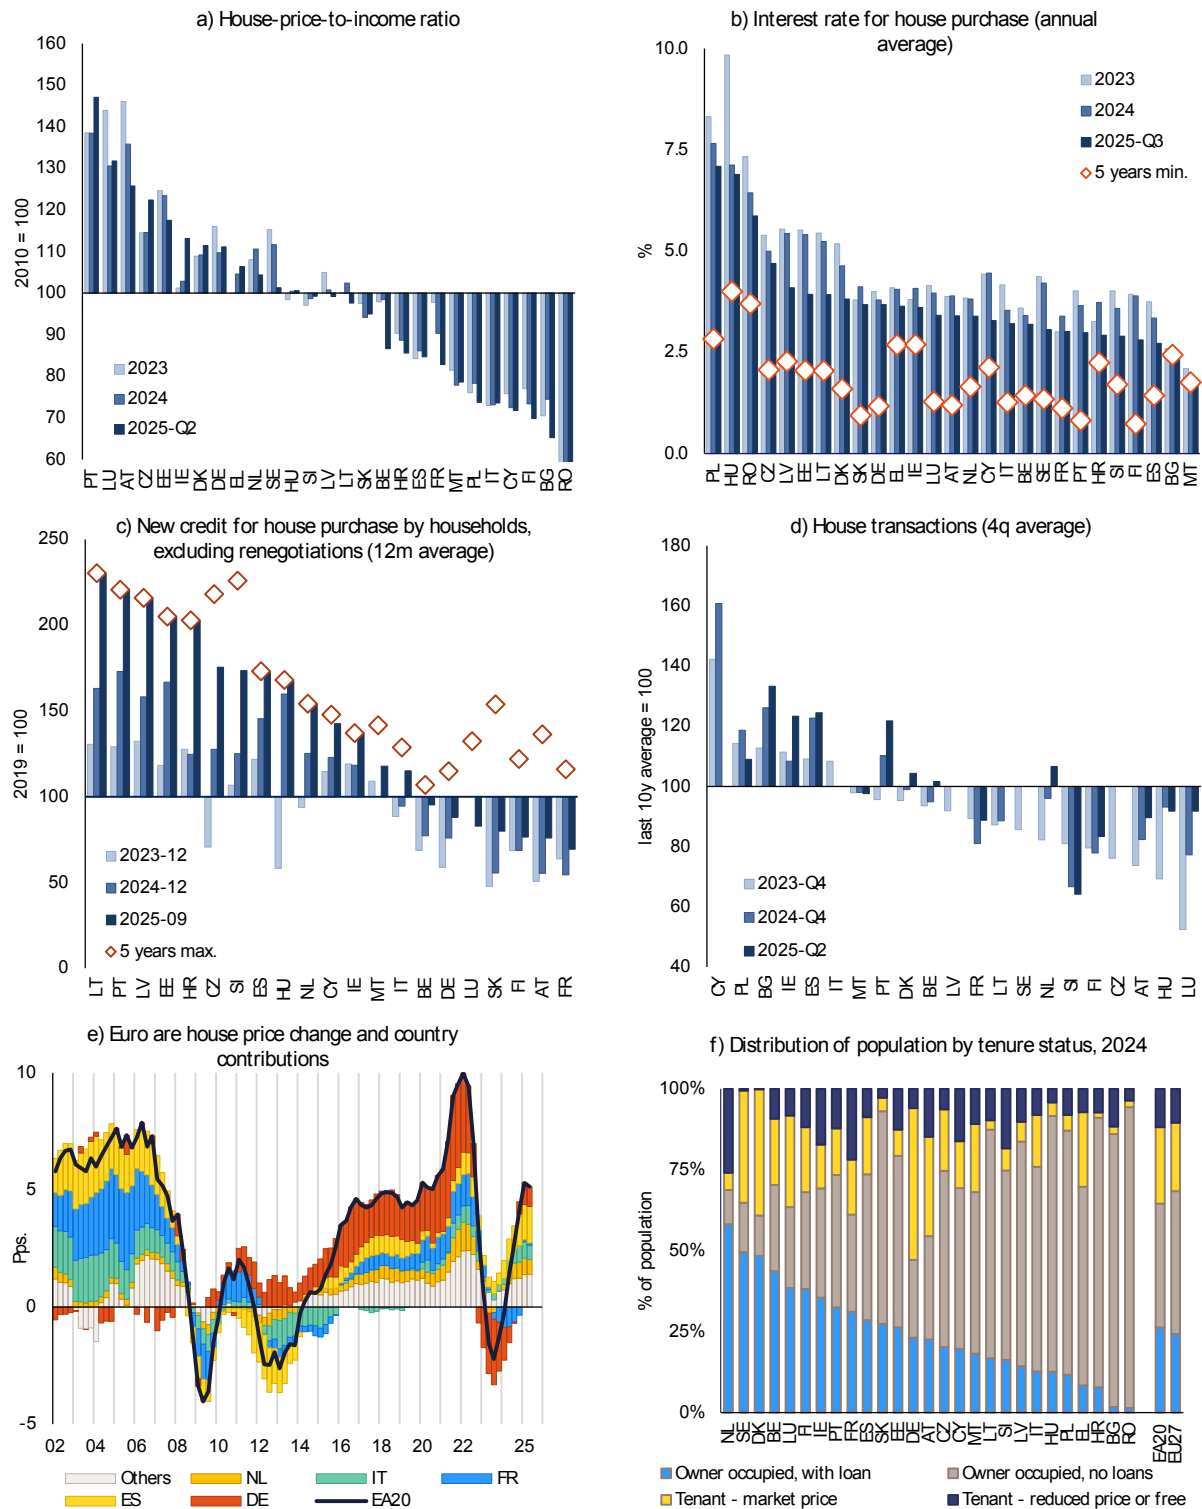 a) House-price-to-income ratio
160
150
140
130
120
110
100
90
80
70
60
2010 = 100
2023
2024
2025-Q2
PT LU AT CZ EE IE DK DE EL NL SE HU SI LV LT SK BE HR ES FR MT PL IT CY FI BG RO
b) Interest rate for house purchase (annual
average)
10.0
7.5
5.0
2.5
0.0
%
2023
2024
2025-Q3
5 years min.
PL HU RO CZ LV EE LT DK SK DE EL IE LU AT NL CY IT BE SE FR PT HR SI FI ES BG MT
c) New credit for house purchase by households,
excluding renegotiations (12m average)
250
200
150
100
50
0
2019 = 100
2023-12
2024-12
2025-09
5 years max.
LT PT LV EE HR CZ SI ES HU NL CY IE MT IT BE DE LU SK FI AT FR
d) House transactions (4q average)
180
160
140
120
100
80
60
40
last 10y average = 100
2023-Q4
2024-Q4
2025-Q2
CY PL BG IE ES IT MT PT DK BE LV FR LT SE NL SI FI CZ AT HU LU
e) Euro are house price change and country
contributions
10
5
0
-5
Pps.
02 04 06 08 10 12 14 16 18 20 22 25
Others NL IT FR
ES DE EA20
f) Distribution of population by tenure status, 2024
100%
75%
50%
25%
0%
% of population
NL SE DK BE LU FI IE PT FR ES SK EE DE AT CZ CY MT LT SI LV IT HU PL EL HR BG RO EA20 EU27
Owner occupied, with loan Owner occupied, no loans
Tenant - market price Tenant - reduced price or free